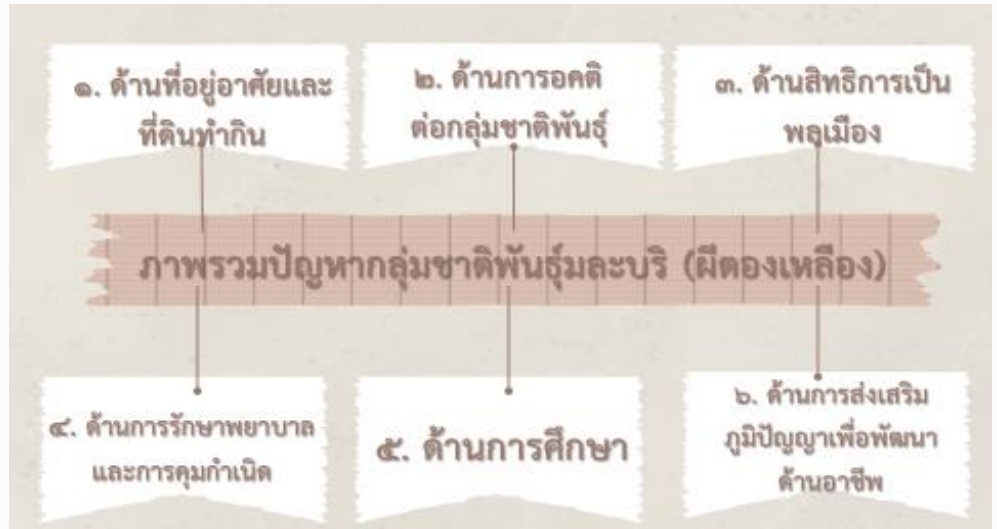 ๑. ด้านที่อยู่อาศัยและ
ที่ดินทำกิน
๒. ด้านการอคติ
ต่อกลุ่มชาติพันธุ์
๓. ด้านสิทธิการเป็น
พลเมือง
ภาพรวมปัญหากลุ่มชาติพันธุ์มละบริ (ผีตองเหลือง)
๔. ด้านการรักษาพยาบาล
และการคุมกำเนิด
๕. ด้านการศึกษา
๖. ด้านการส่งเสริม
ภูมิปัญญาเพื่อพัฒนา
ด้านอาชีพ